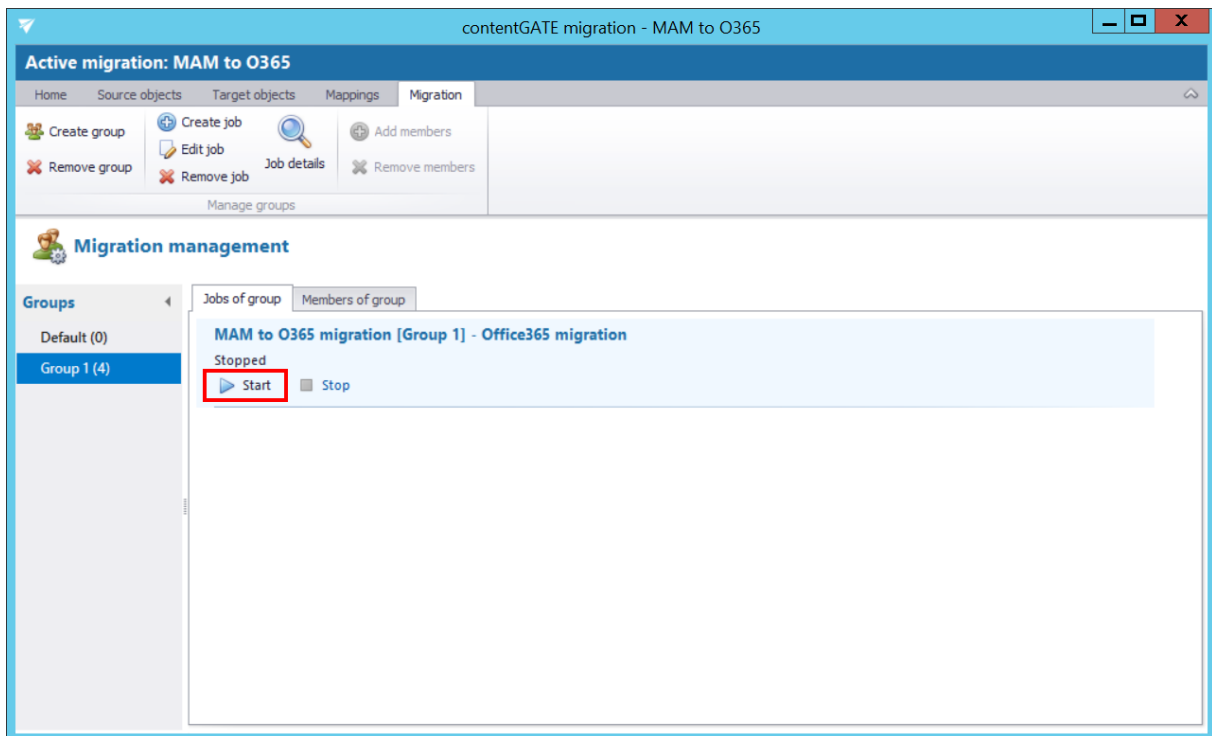 contentGATE migration - MAM to O365
Active migration: MAM to O365
Home Source objects Target objects Mappings Migration
Create group
Remove group
Create job
Edit job
Remove job
Job details
Add members
Remove members
Manage groups
Migration management
Groups
Default (0)
Group 1 (4)
Jobs of group Members of group
MAM to O365 migration [Group 1] - Office365 migration
Stopped
Start Stop